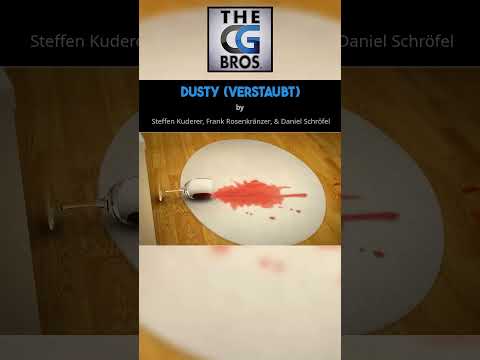 THE
CG
BROS.
Steffen Kuderer,
Daniel Schröfel
DUSTY (VERSTAUBT)
by
Steffen Kuderer, Frank Rosenkränzer, & Daniel Schröfel